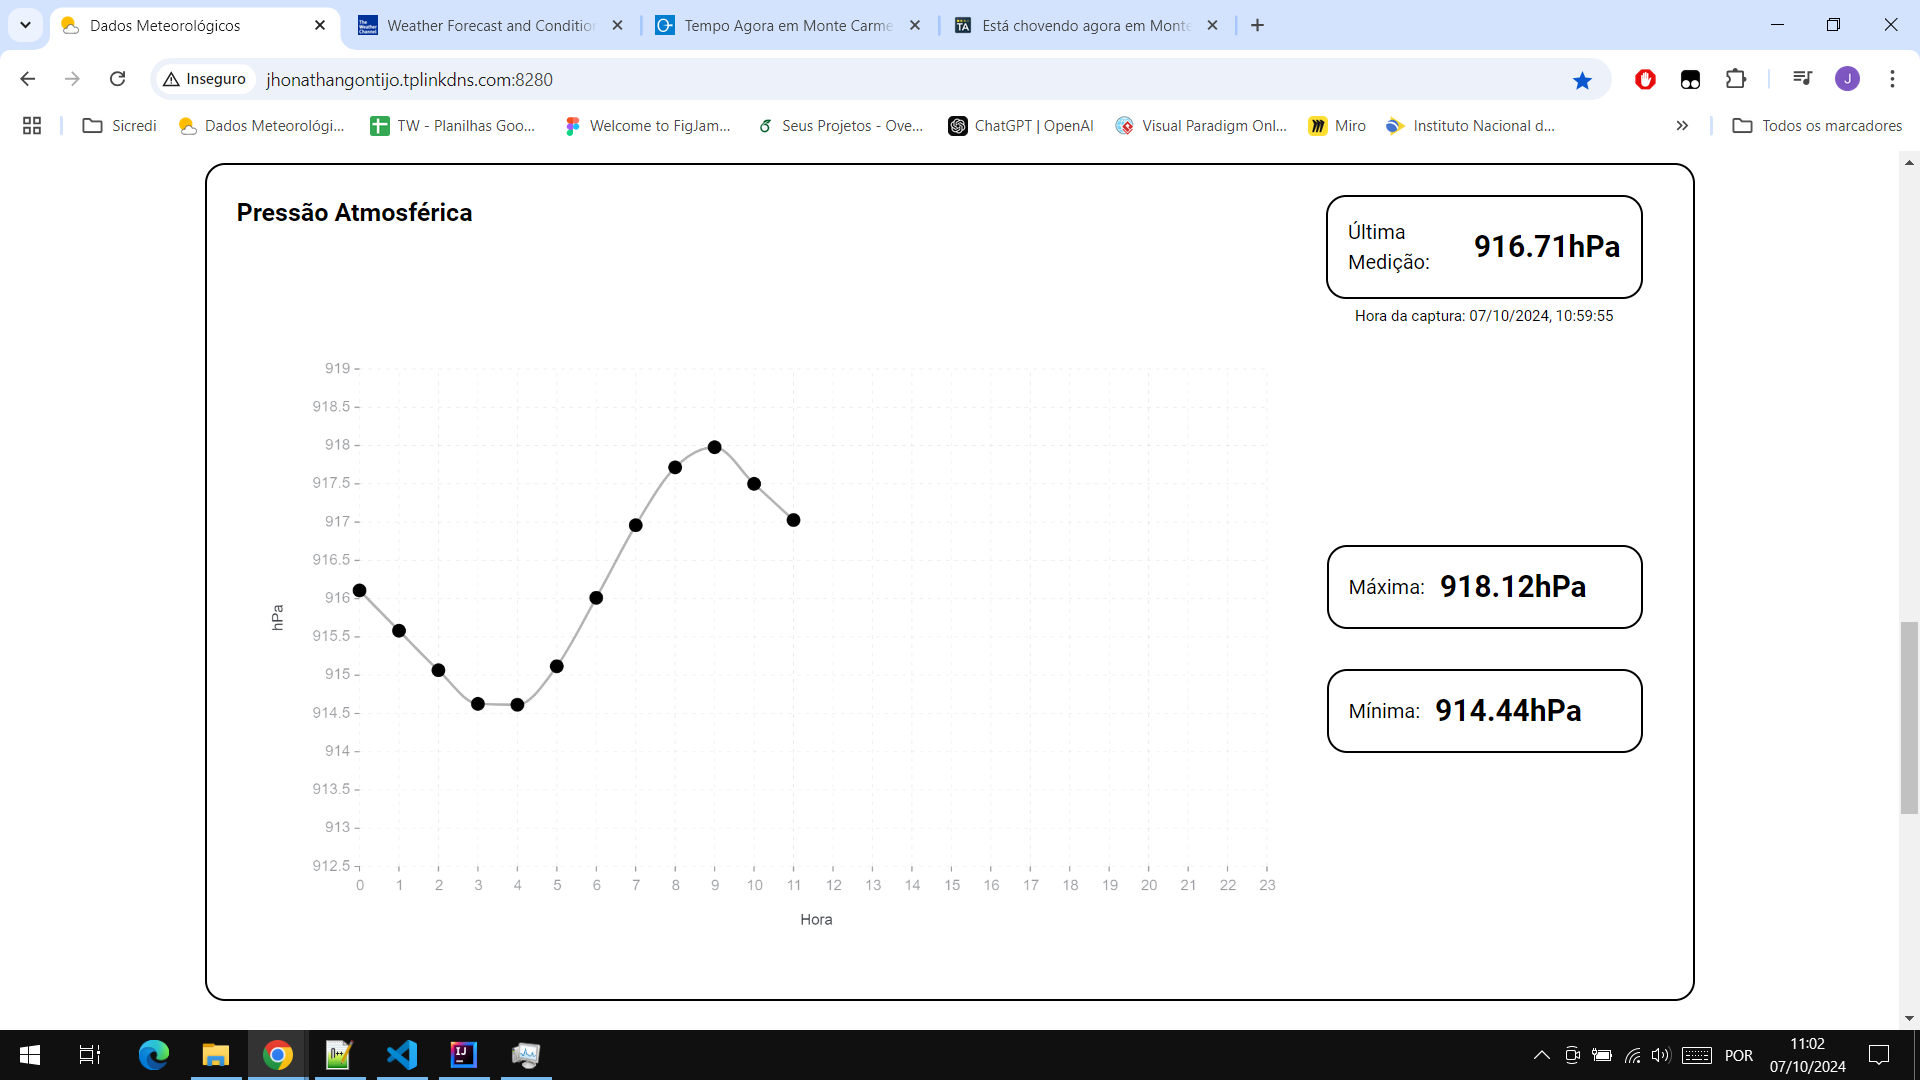 Dados Meteorológicos
Weather Forecast and Condition
Tempo Agora em Monte Carme
Está chovendo agora em Monte
Inseguro
jhonathangontijo.tplinkdns.com:8280
J
Sicredi
Dados Meteorológi...
TW - Planilhas Goo...
Welcome to FigJam...
Seus Projetos - Ove...
ChatGPT | OpenAI
Visual Paradigm Onl...
Miro
Instituto Nacional d...
Todos os marcadores
Pressão Atmosférica
Última
Medição:
916.71hPa
Hora da captura: 07/10/2024, 10:59:55
919
918.5
918
917.5
917
916.5
916
915.5
915
914.5
914
913.5
913
912.5
hPa
0 1 2 3 4 5 6 7 8 9 10 11 12 13 14 15 16 17 18 19 20 21 22 23
Hora
Máxima: 918.12hPa
Mínima: 914.44hPa
POR
11:02
07/10/2024